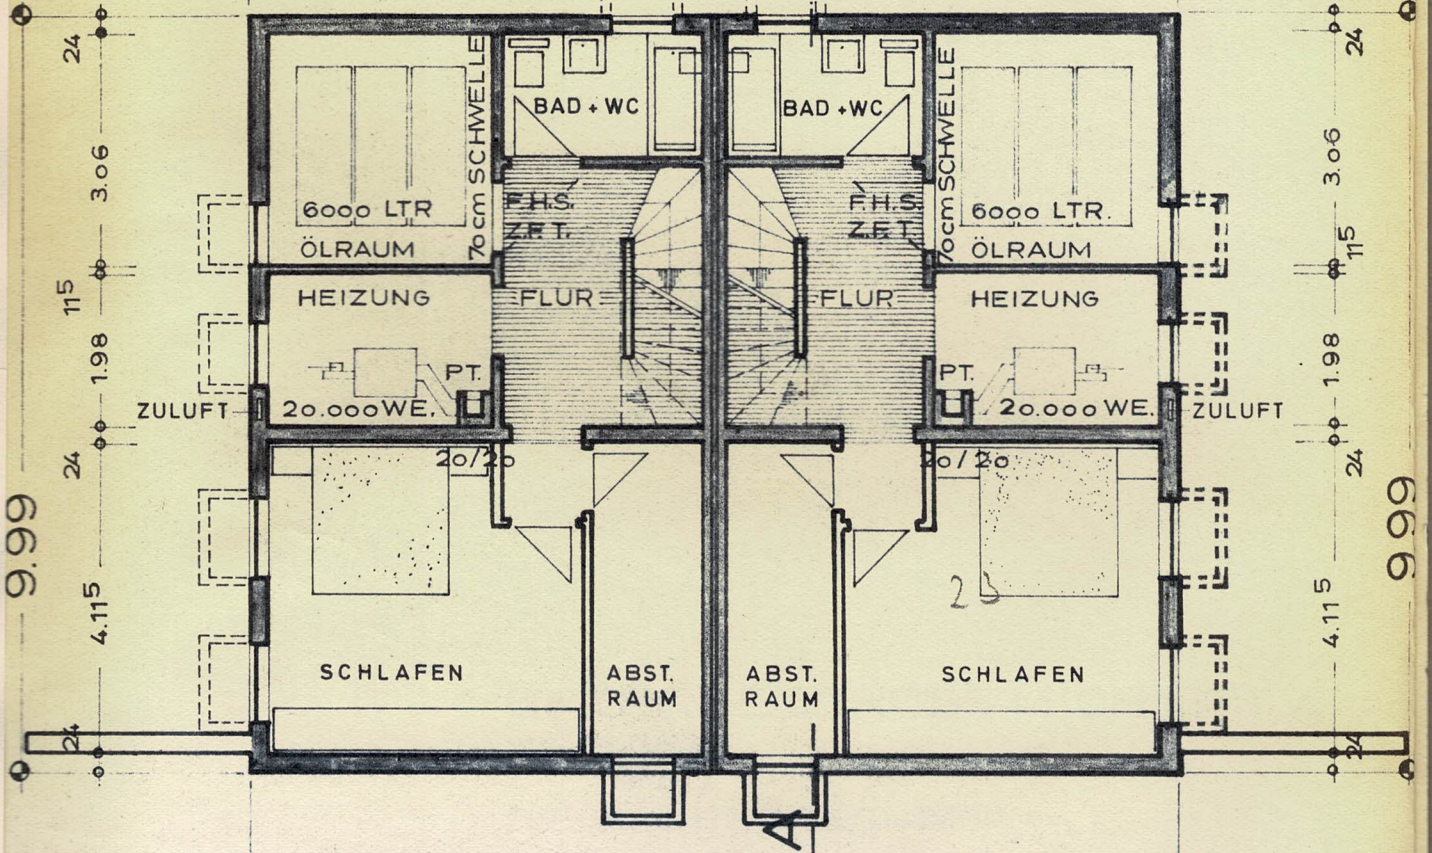 24
3.06
11⁵
1.98
24
4.11⁵
24
9.99
70cm SCHWELLE
BAD + WC
6000 LTR
ÖLRAUM
F.H.S.
Z.F.T.
HEIZUNG
FLUR
PT.
ZULUFT
20.000 WE.
20/20
SCHLAFEN
ABST.
RAUM
BAD + WC
70cm SCHWELLE
F.H.S.
Z.F.T.
6000 LTR.
ÖLRAUM
FLUR
HEIZUNG
PT.
20.000 WE.
ZULUFT
20/20
23
ABST.
RAUM
SCHLAFEN
A
24
3.06
11⁵
1.98
24
4.11⁵
24
9.99